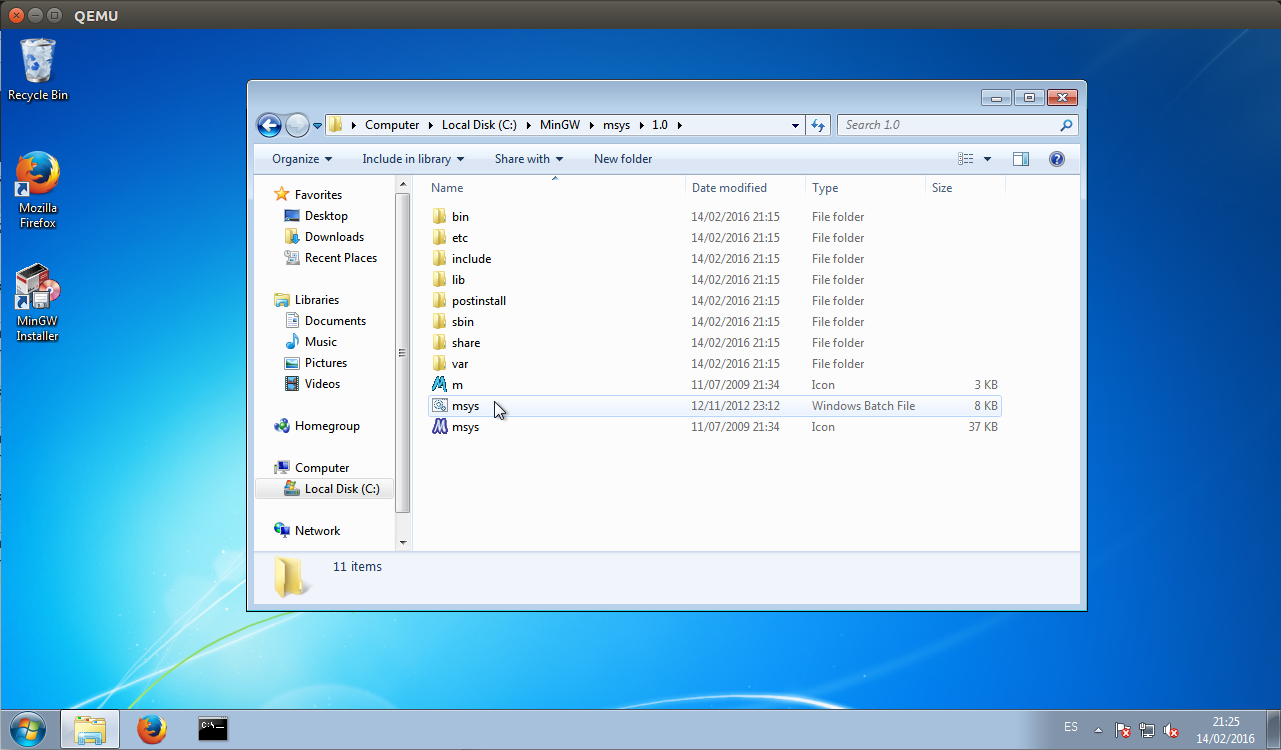 QEMU
Recycle Bin
Mozilla
Firefox
MinGW
Installer
Computer Local Disk (C:) MinGW msys 1.0
Search 1.0
Organize Include in library Share with New folder
Favorites
Desktop
Downloads
Recent Places
Libraries
Documents
Music
Pictures
Videos
Homegroup
Computer
Local Disk (C:)
Network
Name Date modified Type Size
bin 14/02/2016 21:15 File folder
etc 14/02/2016 21:15 File folder
include 14/02/2016 21:15 File folder
lib 14/02/2016 21:15 File folder
postinstall 14/02/2016 21:15 File folder
sbin 14/02/2016 21:15 File folder
share 14/02/2016 21:15 File folder
var 14/02/2016 21:15 File folder
m 11/07/2009 21:34 Icon 3 KB
msys 12/11/2012 23:12 Windows Batch File 8 KB
msys 11/07/2009 21:34 Icon 37 KB
11 items
C:\
ES
21:25
14/02/2016